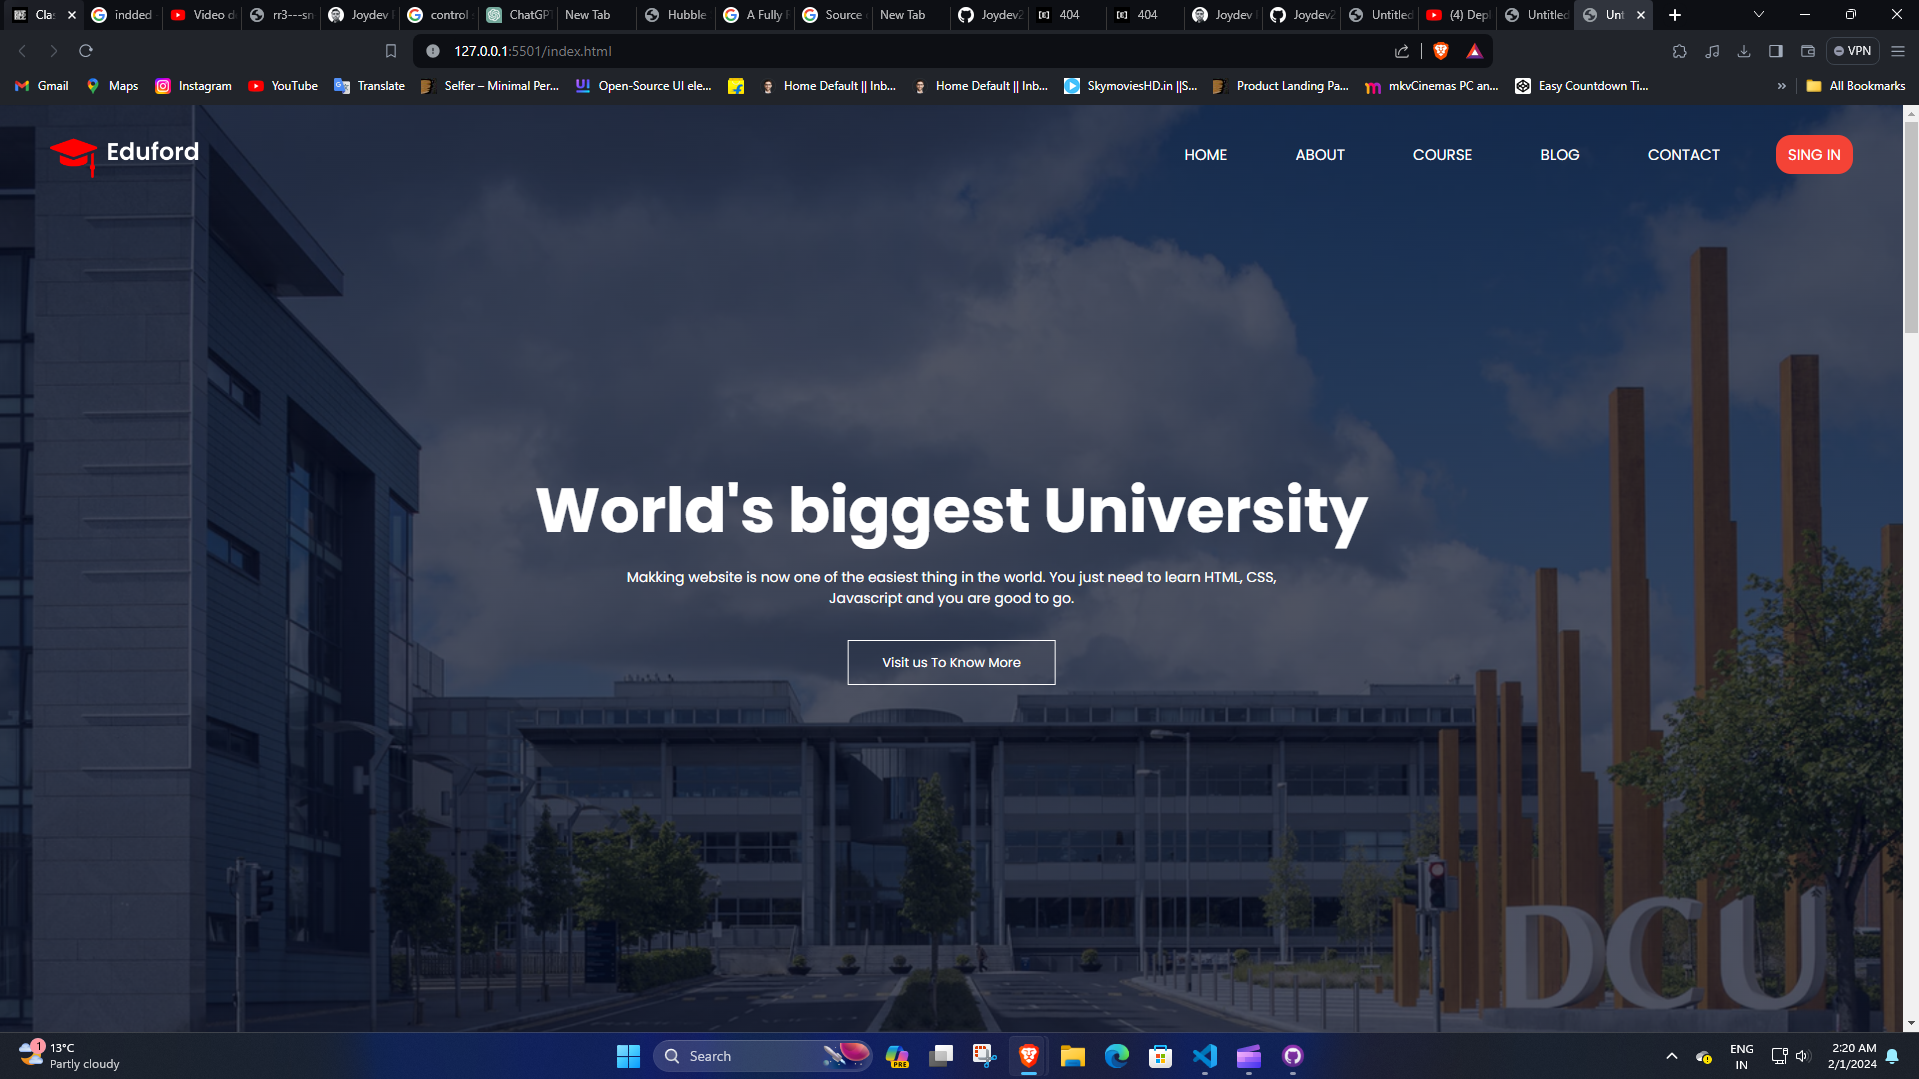 Cla
indded
Video d
rr3---sn
Joydev
control
ChatGPT
New Tab
Hubble
A Fully
Source
New Tab
Joydev2
404
404
Joydev
Joydev2
Untitled
(4) Depl
Untitled
Unt
127.0.0.1:5501/index.html
VPN
Gmail
Maps
Instagram
YouTube
Translate
Selfer – Minimal Per...
Open-Source UI ele...
Home Default || Inb...
Home Default || Inb...
SkymoviesHD.in ||S...
Product Landing Pa...
mkvCinemas PC an...
Easy Countdown Ti...
All Bookmarks
Eduford
HOME
ABOUT
COURSE
BLOG
CONTACT
SING IN
World's biggest University
Makking website is now one of the easiest thing in the world. You just need to learn HTML, CSS,
Javascript and you are good to go.
Visit us To Know More
DCU
1
13°C
Partly cloudy
Search
PRE
ENG
IN
2:20 AM
2/1/2024